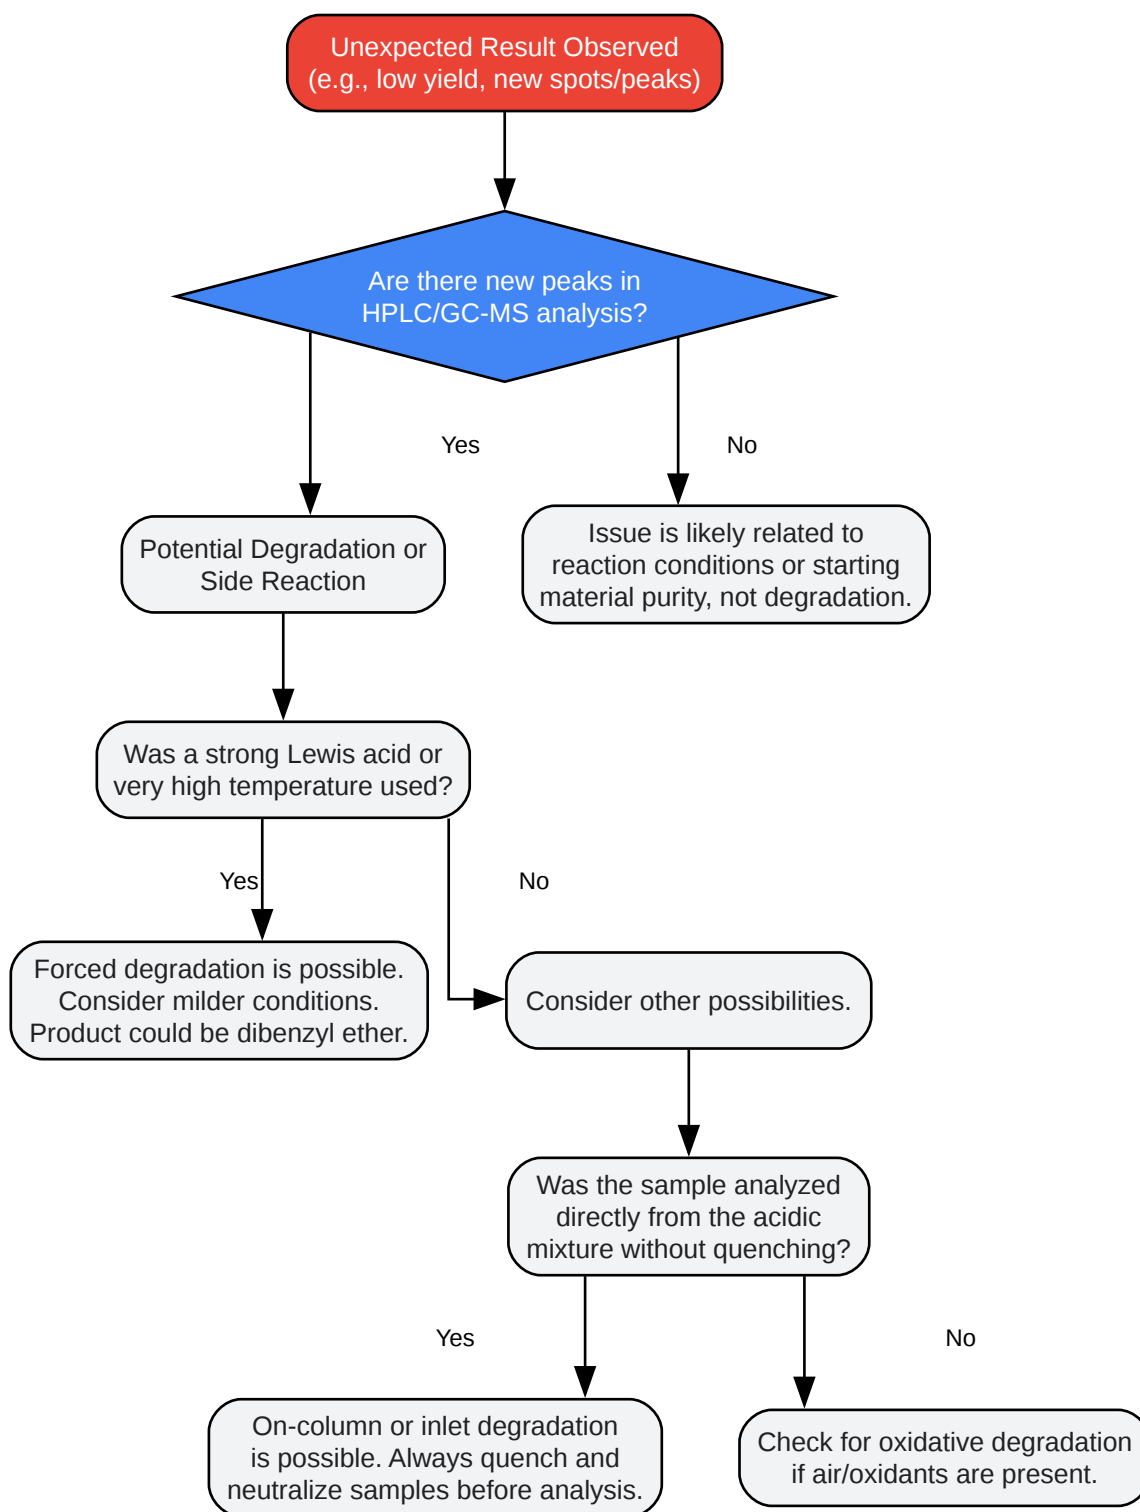 Unexpected Result Observed
(e.g., low yield, new spots/peaks)
Are there new peaks in
HPLC/GC-MS analysis?
Yes
No
Potential Degradation or
Side Reaction
Issue is likely related to
reaction conditions or starting
material purity, not degradation.
Was a strong Lewis acid or
very high temperature used?
Yes
No
Forced degradation is possible.
Consider milder conditions.
Product could be dibenzyl ether.
Consider other possibilities.
Was the sample analyzed
directly from the acidic
mixture without quenching?
Yes
No
On-column or inlet degradation
is possible. Always quench and
neutralize samples before analysis.
Check for oxidative degradation
if air/oxidants are present.